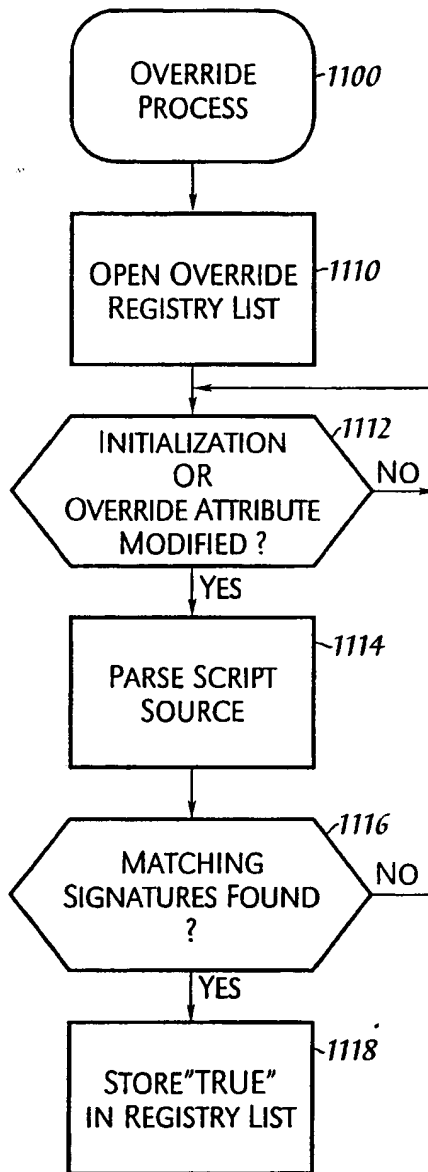 OVERRIDE
PROCESS
1100
OPEN OVERRIDE
REGISTRY LIST
1110
INITIALIZATION
OR
OVERRIDE ATTRIBUTE
MODIFIED ?
1112
NO
YES
PARSE SCRIPT
SOURCE
1114
MATCHING
SIGNATURES FOUND
?
1116
NO
YES
STORE"TRUE"
IN REGISTRY LIST
1118